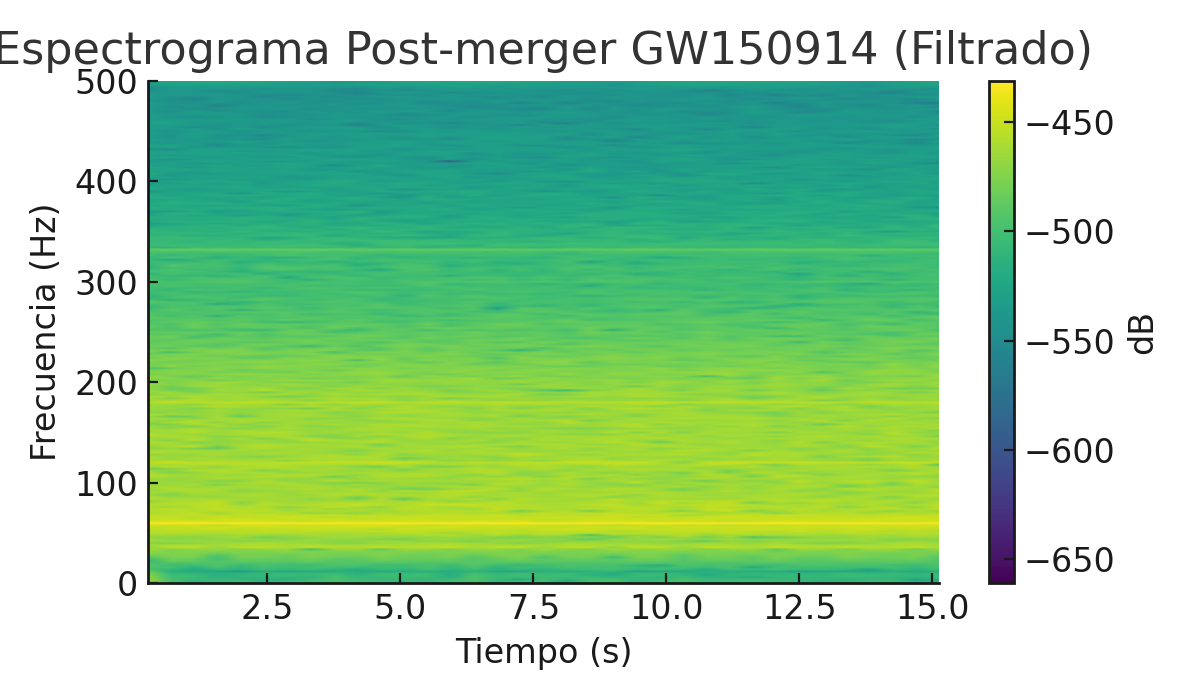 Espectrograma Post-merger GW150914 (Filtrado)
500
400
300
200
100
0
Frecuencia (Hz)
2.5 5.0 7.5 10.0 12.5 15.0
Tiempo (s)
−450
−500
−550
−600
−650
dB